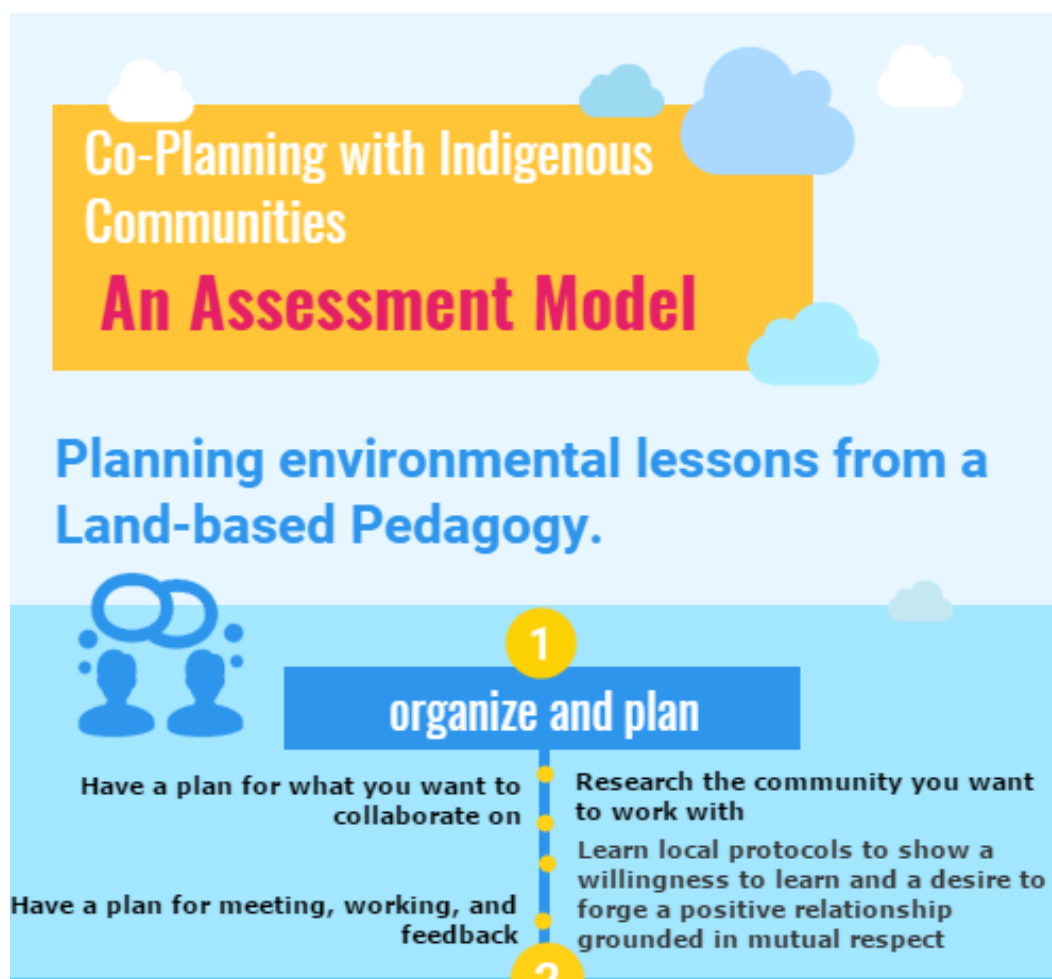 Co-Planning with Indigenous
Communities
An Assessment Model
Planning environmental lessons from a
Land-based Pedagogy.
1
organize and plan
Have a plan for what you want to
collaborate on
Research the community you want
to work with
Learn local protocols to show a
willingness to learn and a desire to
forge a positive relationship
grounded in mutual respect
Have a plan for meeting, working, and
feedback
2